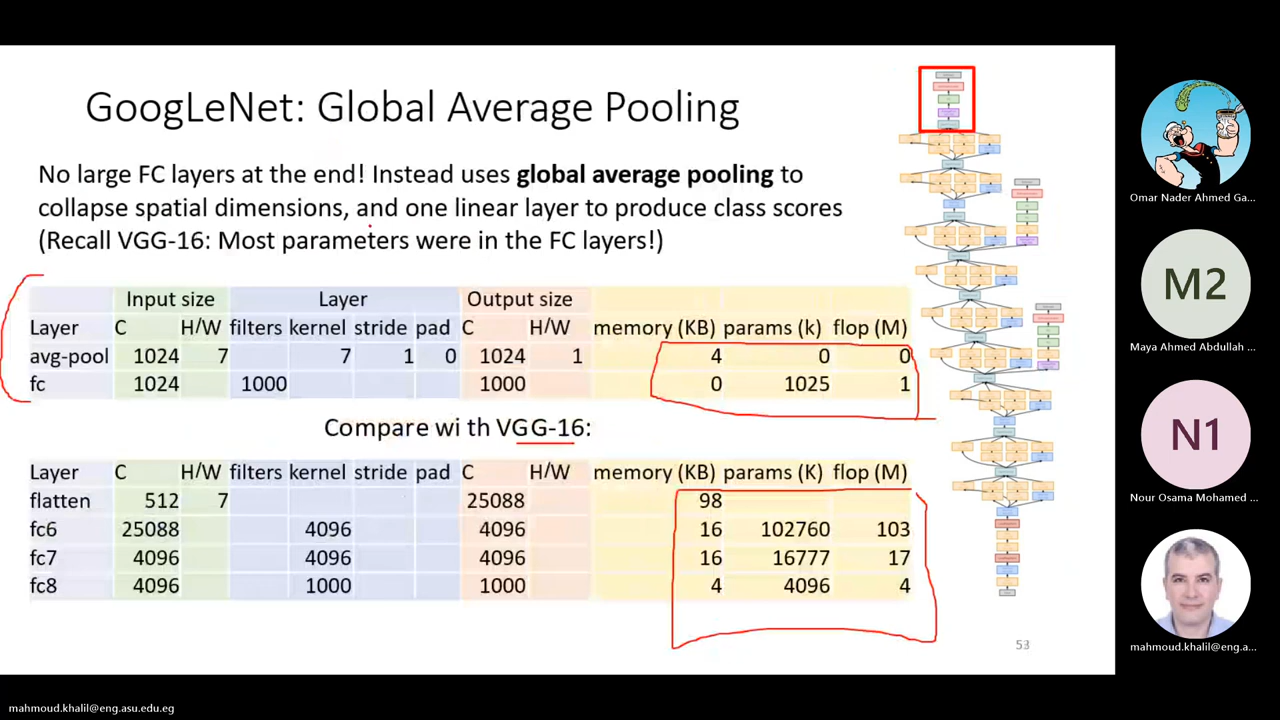 GoogLeNet: Global Average Pooling
No large FC layers at the end! Instead uses global average pooling to
collapse spatial dimensions, and one linear layer to produce class scores
(Recall VGG-16: Most parameters were in the FC layers!)
Input size Layer Output size
Layer C H/W filters kernel stride pad C H/W memory (KB) params (k) flop (M)
avg-pool 1024 7 7 1 0 1024 1 4 0 0
fc 1024 1000 1000 0 1025 1
Compare wi th VGG-16:
Layer C H/W filters kernel stride pad C H/W memory (KB) params (K) flop (M)
flatten 512 7 25088 98
fc6 25088 4096 4096 16 102760 103
fc7 4096 4096 4096 16 16777 17
fc8 4096 1000 1000 4 4096 4
53
Omar Nader Ahmed Ga...
M2
Maya Ahmed Abdullah ...
N1
Nour Osama Mohamed ...
mahmoud.khalil@eng.a...
mahmoud.khalil@eng.asu.edu.eg